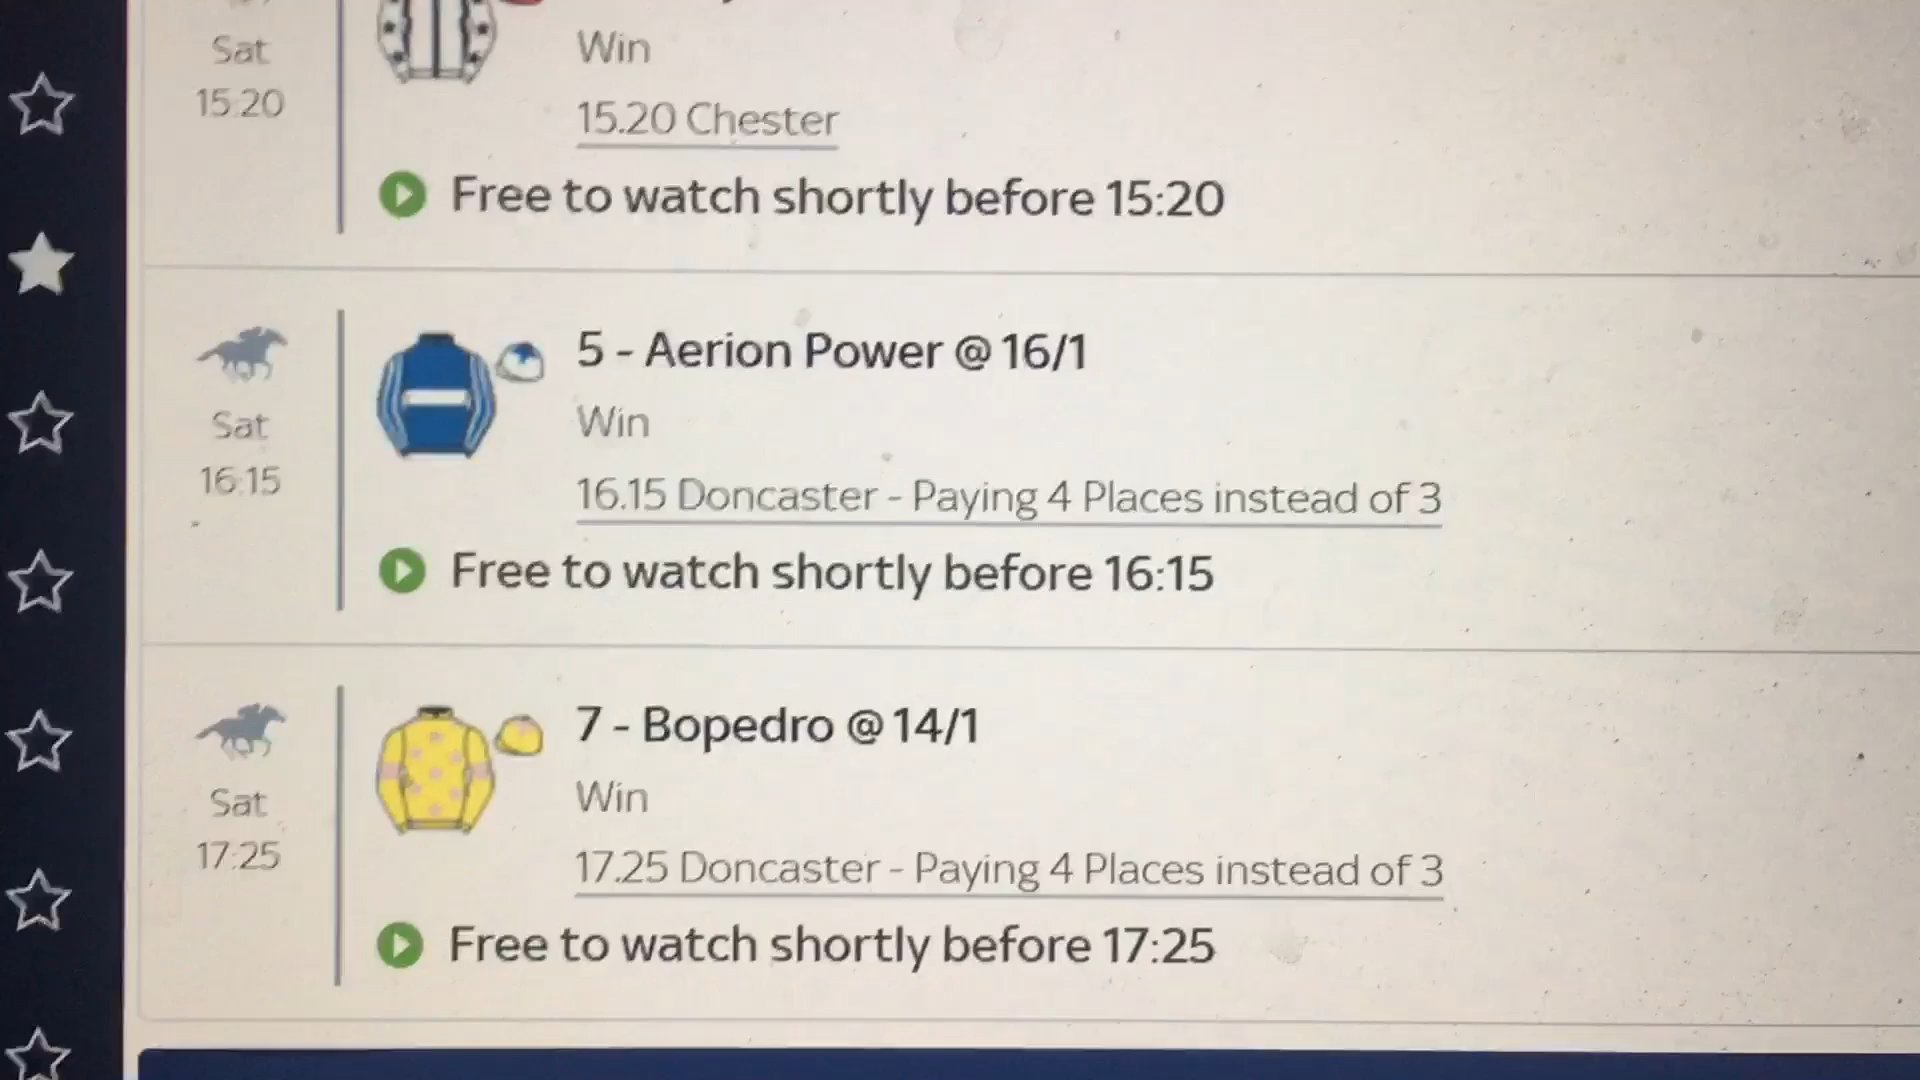 Sat
15:20
Win
15.20 Chester
Free to watch shortly before 15:20
Sat
16:15
5 - Aerion Power @ 16/1
Win
16.15 Doncaster - Paying 4 Places instead of 3
Free to watch shortly before 16:15
Sat
17:25
7 - Bopedro @ 14/1
Win
17.25 Doncaster - Paying 4 Places instead of 3
Free to watch shortly before 17:25